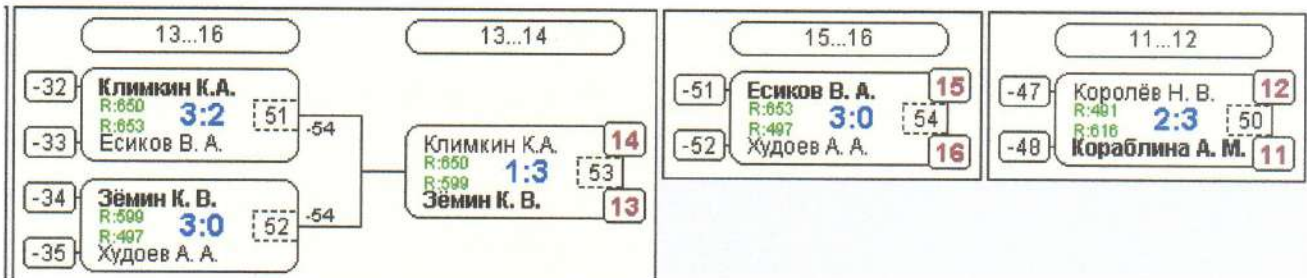 13...16
13...14
-32
Климкин К.А.
R:650
R:653
3:2
51
-54
-33
Есиков В. А.
-34
Зёмин К. В.
R:599
R:497
3:0
52
-54
-35
Худоев А. А.
Климкин К.А.
14
R:650
R:599
1:3
53
Зёмин К. В.
13
15...16
-51
Есиков В. А.
15
R:653
R:497
3:0
54
-52
Худоев А. А.
16
11...12
-47
Королёв Н. В.
12
R:491
R:616
2:3
50
-48
Кораблина А. М.
11